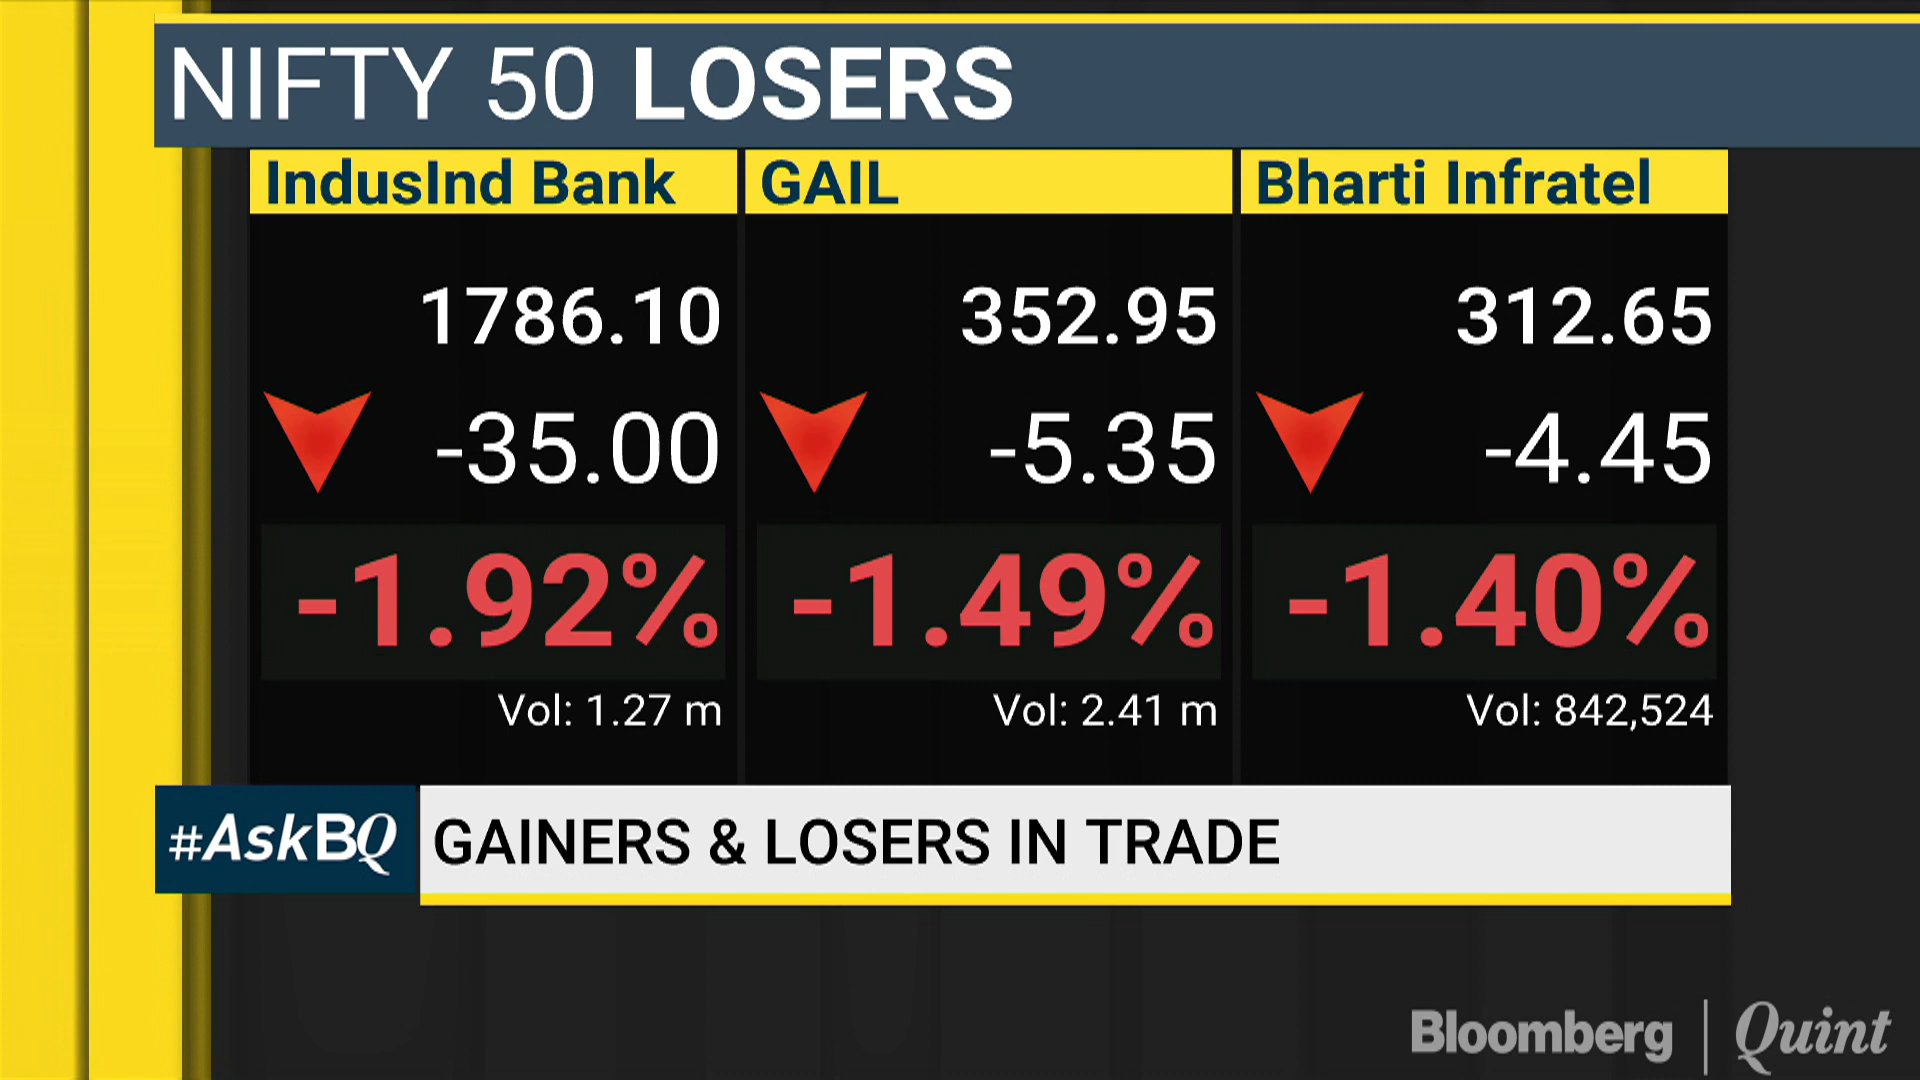 NIFTY 50 LOSERS
IndusInd Bank
1786.10
-35.00
-1.92%
Vol: 1.27 m
GAIL
352.95
-5.35
-1.49%
Vol: 2.41 m
Bharti Infratel
312.65
-4.45
-1.40%
Vol: 842,524
#AskBQ
GAINERS & LOSERS IN TRADE
Bloomberg | Quint